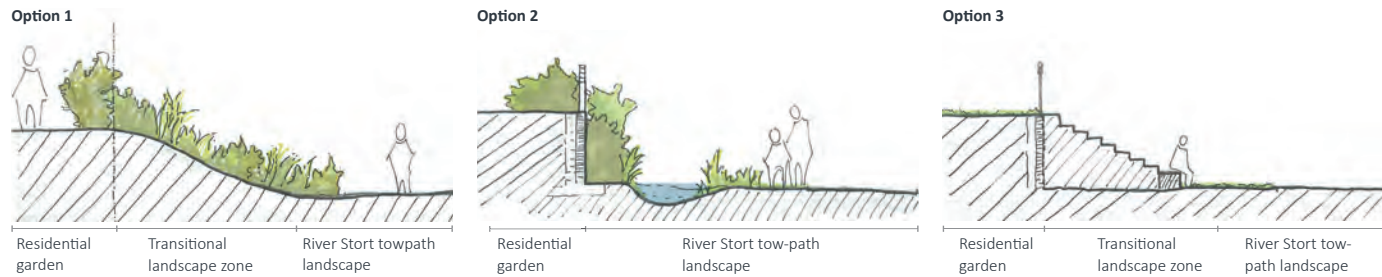 Option 1
Residential
garden
Transitional
landscape zone
River Stort towpath
landscape
Option 2
Residential
garden
River Stort tow-path
landscape
Option 3
Residential
garden
Transitional
landscape zone
River Stort tow-
path landscape